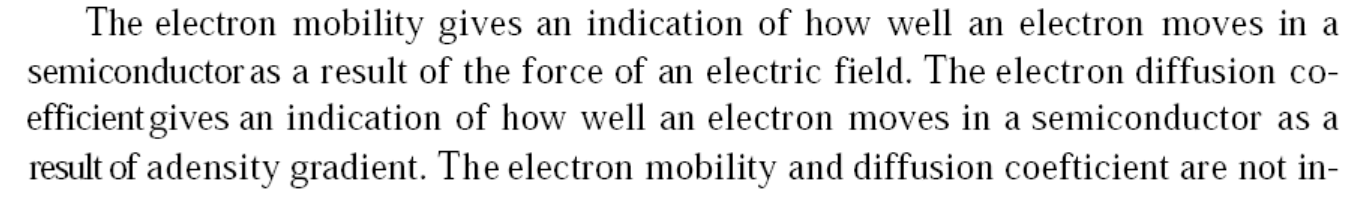 The electron mobility gives an indication of how well an electron moves in a
semiconductor as a result of the force of an electric field. The electron diffusion co-
efficient gives an indication of how well an electron moves in a semiconductor as a
result of adensity gradient. The electron mobility and diffusion coefticient are not in-